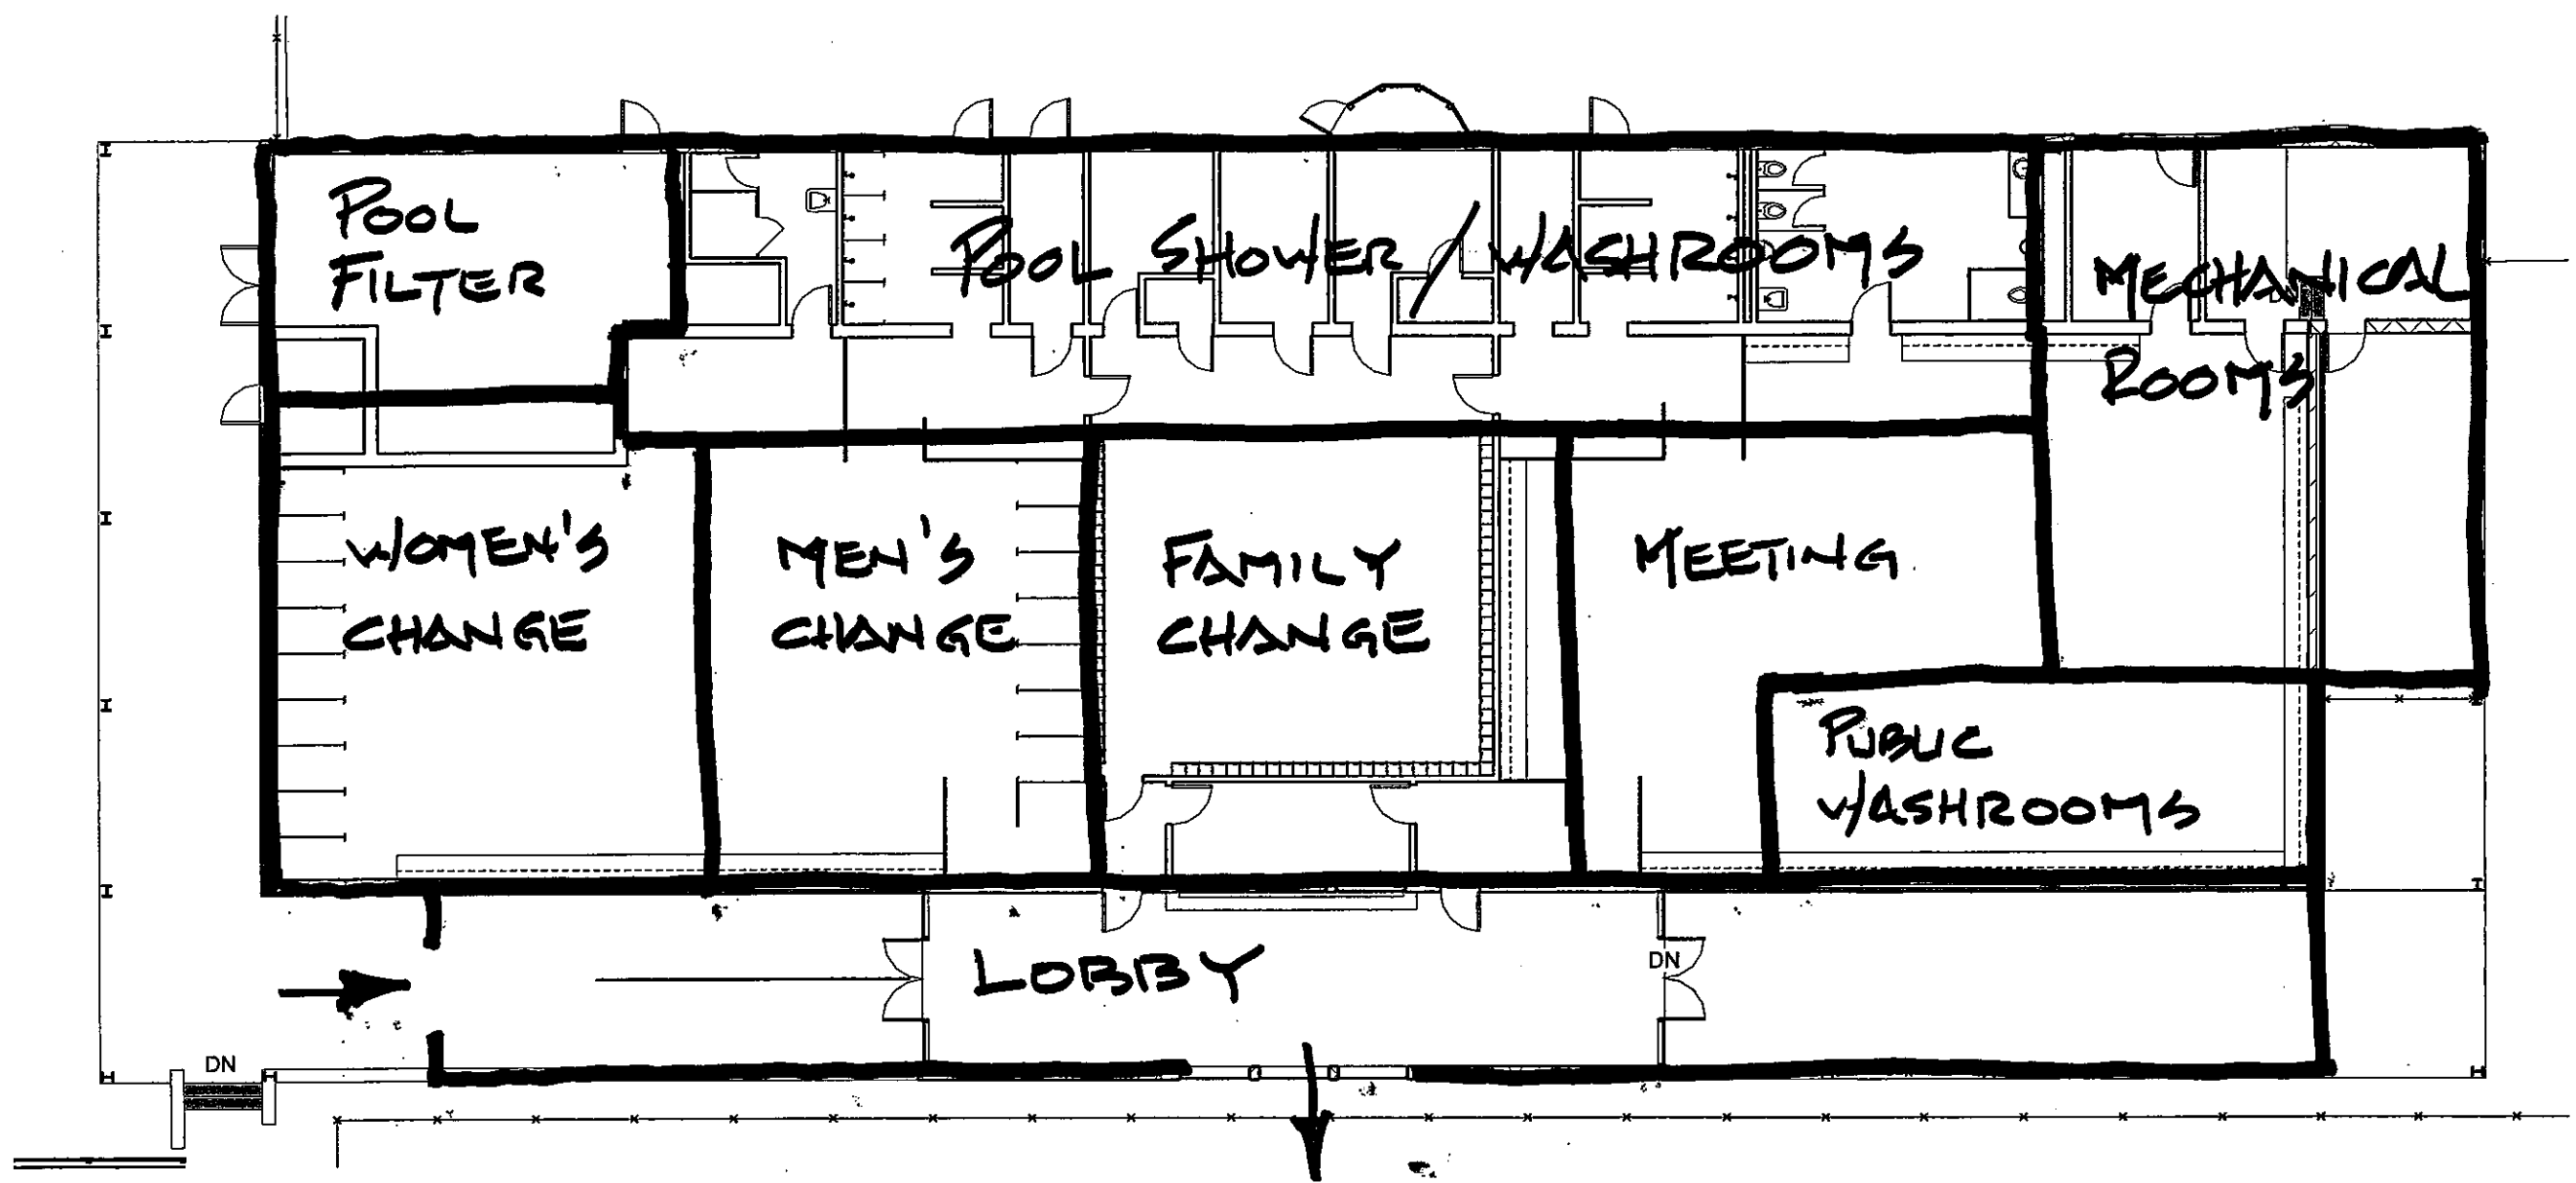 POOL
FILTER
POOL SHOWER / WASHROOMS
MECHANICAL
ROOMS
WOMEN'S
CHANGE
MEN'S
CHANGE
FAMILY
CHANGE
MEETING
PUBLIC
WASHROOMS
LOBBY
DN
DN